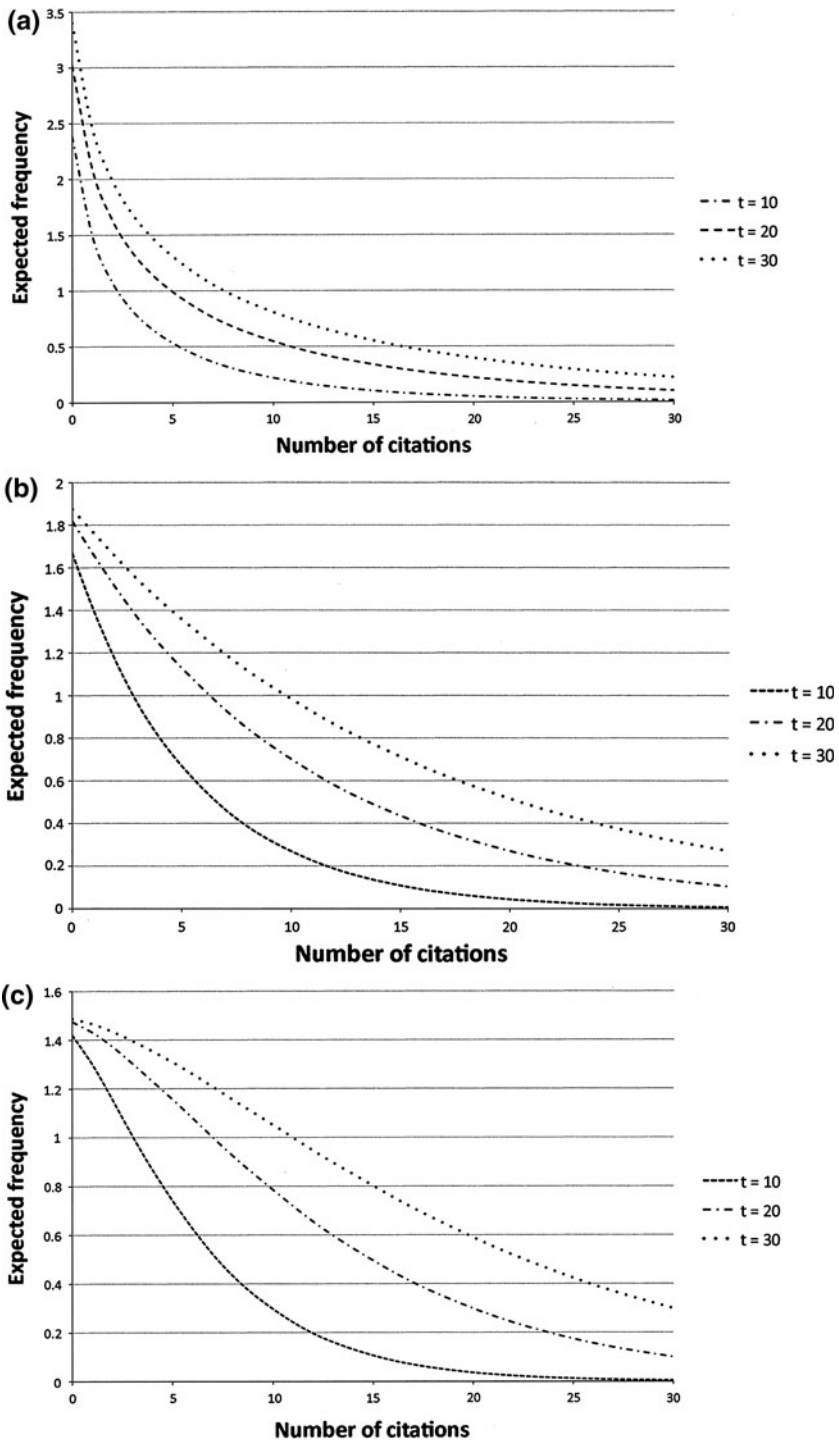 (a)
3.5
3
2.5
2
1.5
1
0.5
0
Expected frequency
0 5 10 15 20 25 30
Number of citations
t = 10
t = 20
t = 30
(b)
2
1.8
1.6
1.4
1.2
1
0.8
0.6
0.4
0.2
0
Expected frequency
0 5 10 15 20 25 30
Number of citations
t = 10
t = 20
t = 30
(c)
1.6
1.4
1.2
1
0.8
0.6
0.4
0.2
0
Expected frequency
0 5 10 15 20 25 30
Number of citations
t = 10
t = 20
t = 30